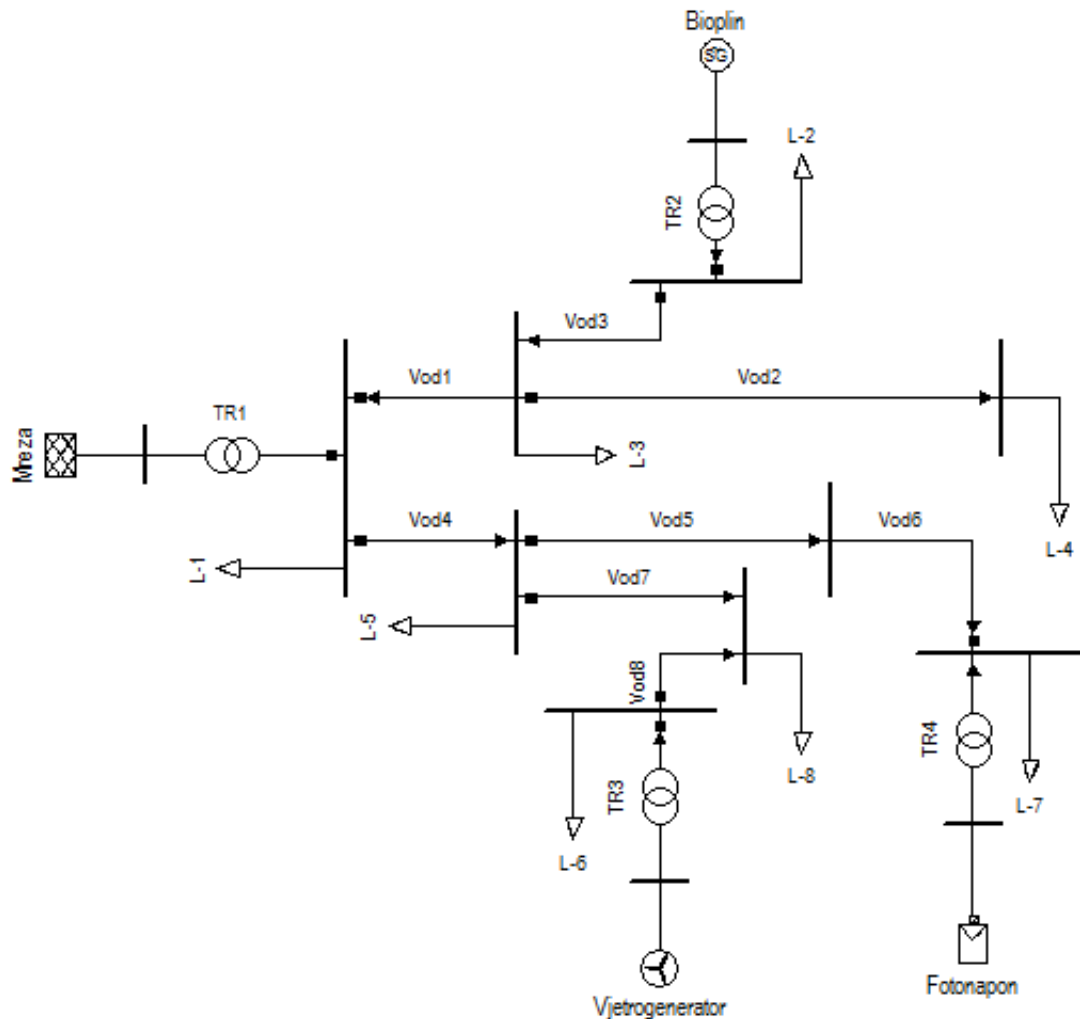 Bioplin
SG
L-2
TR2
Vod3
Vod1
Vod2
TR1
Mreza
L-3
L-4
Vod4
Vod5
Vod6
L-1
Vod7
L-5
Vod8
TR4
L-8
TR3
L-7
L-6
Fotonapon
Vjetrogenerator